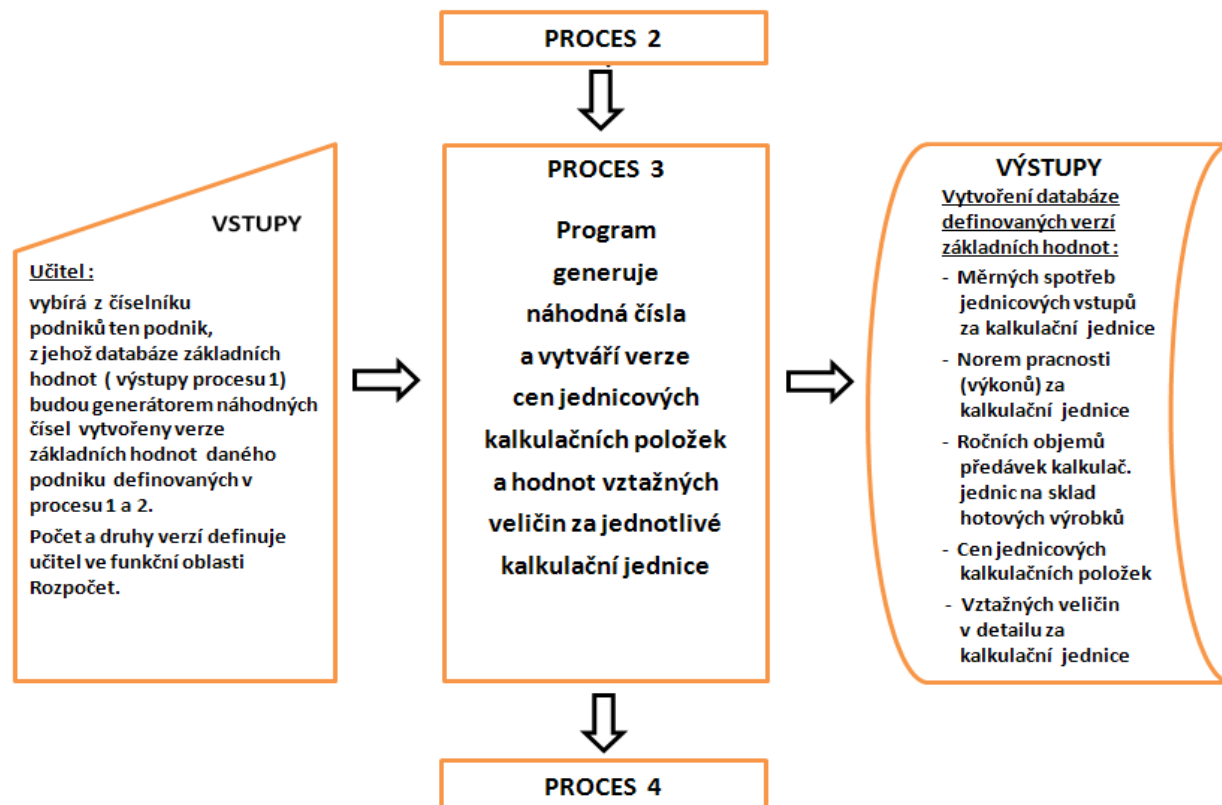 PROCES 2
VSTUPY
Učitel :
vybírá z číselníku
podniků ten podnik,
z jehož databáze základních
hodnot ( výstupy procesu 1)
budou generátorem náhodných
čísel vytvořeny verze
základních hodnot daného
podniku definovaných v
procesu 1 a 2.
Počet a druhy verzí definuje
učitel ve funkční oblasti
Rozpočet.
PROCES 3
Program
generuje
náhodná čísla
a vytváří verze
cen jednicových
kalkulačních položek
a hodnot vztažných
veličin za jednotlivé
kalkulační jednice
VÝSTUPY
Vytvoření databáze
definovaných verzí
základních hodnot :
- Měrných spotřeb
jednicových vstupů
za kalkulační jednice
- Norem pracnosti
(výkonů) za
kalkulační jednice
- Ročních objemů
předávek kalkulač.
jednic na sklad
hotových výrobků
- Cen jednicových
kalkulačních položek
- Vztažných veličin
v detailu za
kalkulační jednice
PROCES 4